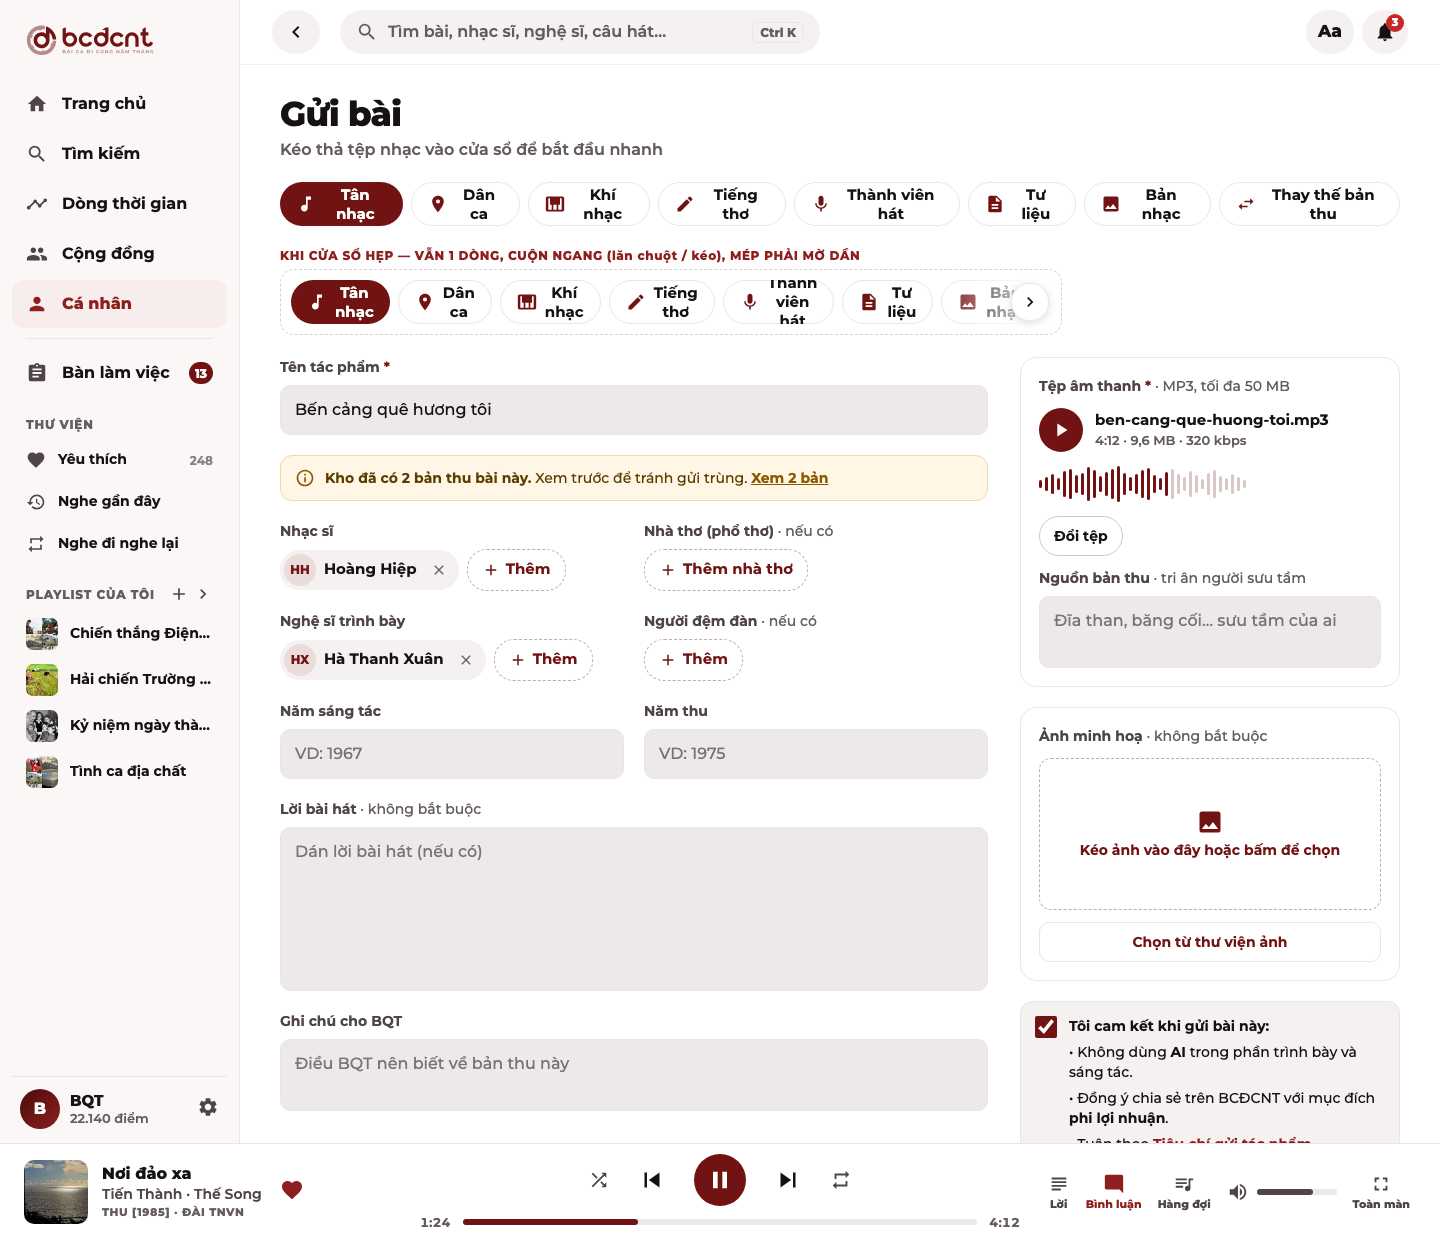 bcdcnt
BÀI CA ĐI CÙNG NĂM THÁNG
Tìm bài, nhạc sĩ, nghệ sĩ, câu hát...
Ctrl K
Aa
3
Trang chủ
Tìm kiếm
Dòng thời gian
Cộng đồng
Cá nhân
Bàn làm việc
13
THƯ VIỆN
Yêu thích
248
Nghe gần đây
Nghe đi nghe lại
PLAYLIST CỦA TÔI
Chiến thắng Điện...
Hải chiến Trường ...
Kỷ niệm ngày thà...
Tình ca địa chất
BQT
B
22.140 điểm
Gửi bài
Kéo thả tệp nhạc vào cửa sổ để bắt đầu nhanh
Tân nhạc
Dân ca
Khí nhạc
Tiếng thơ
Thành viên hát
Tư liệu
Bản nhạc
Thay thế bản thu
KHI CỬA SỔ HẸP — VẪN 1 DÒNG, CUỘN NGANG (lăn chuột / kéo), MÉP PHẢI MỜ DẦN
Tân nhạc
Dân ca
Khí nhạc
Tiếng thơ
Thành viên hát
Tư liệu
Bản nhạc
Tên tác phẩm *
Bến cảng quê hương tôi
Kho đã có 2 bản thu bài này. Xem trước để tránh gửi trùng. Xem 2 bản
Nhạc sĩ
HH
Hoàng Hiệp
Thêm
Nhà thơ (phổ thơ) · nếu có
Thêm nhà thơ
Nghệ sĩ trình bày
HX
Hà Thanh Xuân
Thêm
Người đệm đàn · nếu có
Thêm
Năm sáng tác
VD: 1967
Năm thu
VD: 1975
Lời bài hát · không bắt buộc
Dán lời bài hát (nếu có)
Ghi chú cho BQT
Điều BQT nên biết về bản thu này
Tệp âm thanh * · MP3, tối đa 50 MB
ben-cang-que-huong-toi.mp3
4:12 · 9,6 MB · 320 kbps
Đổi tệp
Nguồn bản thu · tri ân người sưu tầm
Đĩa than, băng cối... sưu tầm của ai
Ảnh minh hoạ · không bắt buộc
Kéo ảnh vào đây hoặc bấm để chọn
Chọn từ thư viện ảnh
Tôi cam kết khi gửi bài này:
• Không dùng AI trong phần trình bày và
sáng tác.
• Đồng ý chia sẻ trên BCĐCNT với mục đích
phi lợi nhuận.
• Tuân theo Tiêu chí gửi tác phẩm
Nơi đảo xa
Tiến Thành · Thế Song
THU [1985] · ĐÀI TNVN
1:24
4:12
Lời
Bình luận
Hàng đợi
Toàn màn